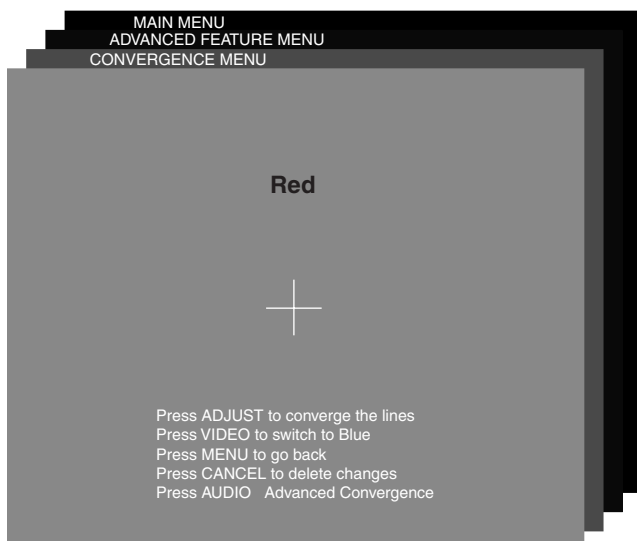 MAIN MENU
ADVANCED FEATURE MENU
CONVERGENCE MENU
Red
Press ADJUST to converge the lines
Press VIDEO to switch to Blue
Press MENU to go back
Press CANCEL to delete changes
Press AUDIO   Advanced Convergence